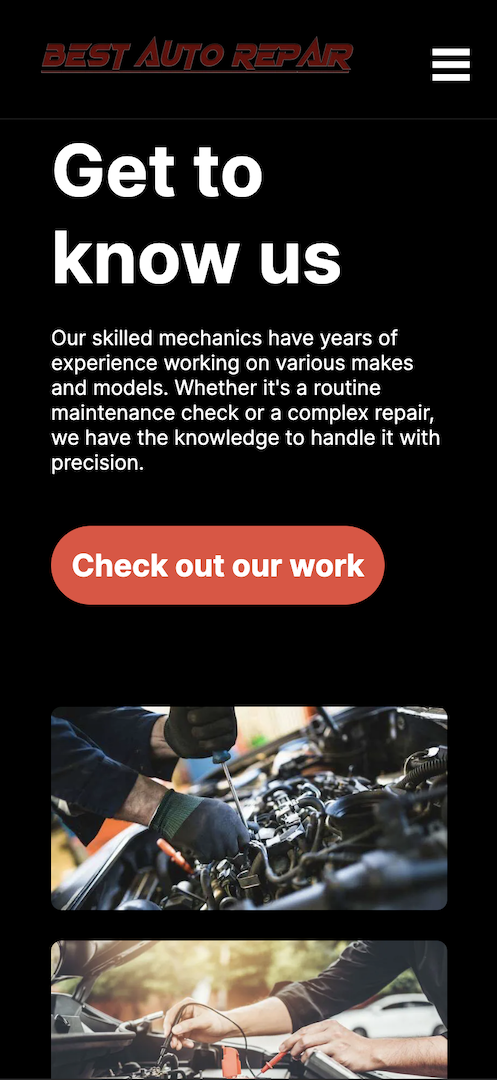 BEST AUTO REPAIR
Get to
know us
Our skilled mechanics have years of
experience working on various makes
and models. Whether it's a routine
maintenance check or a complex repair,
we have the knowledge to handle it with
precision.
Check out our work